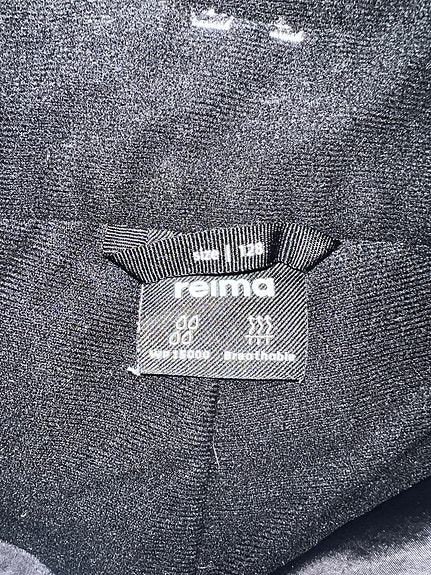 size | 128
reima
WP 15000 Breathable